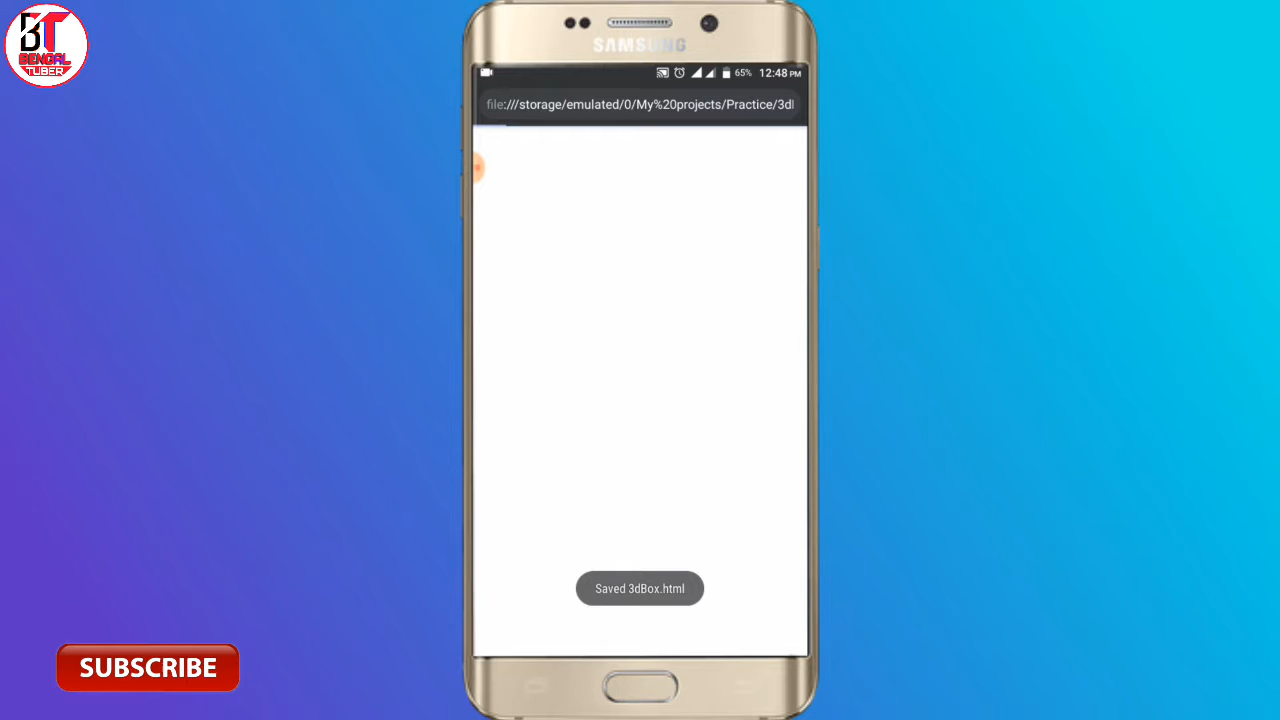 BT
BENGAL
TUBER
SAMSUNG
65% 12:48 PM
file:///storage/emulated/0/My%20projects/Practice/3d
Saved 3dBox.html
SUBSCRIBE